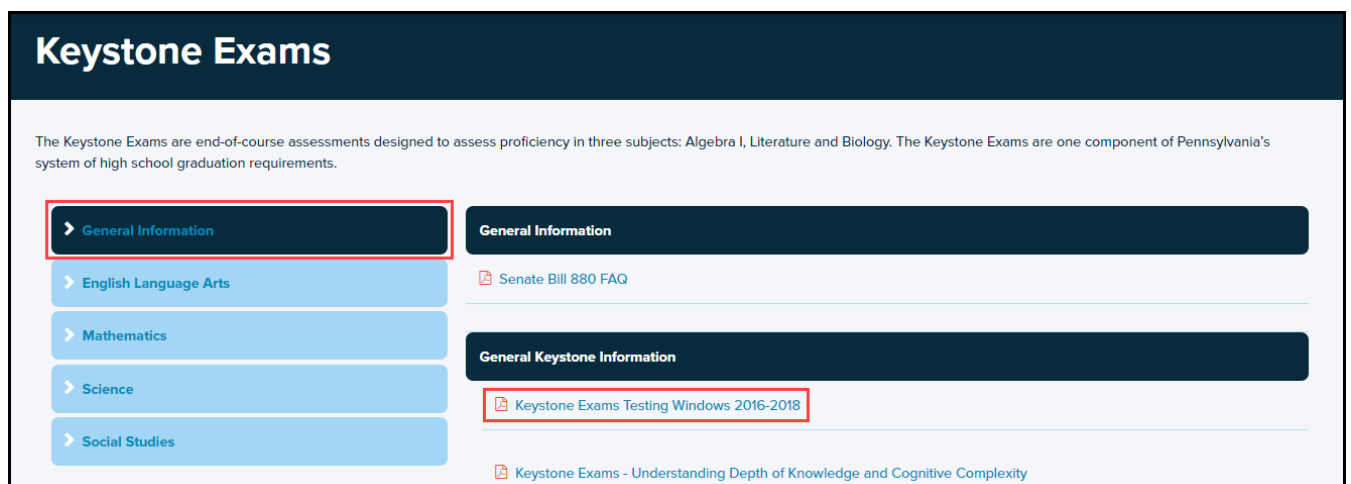 Keystone Exams
The Keystone Exams are end-of-course assessments designed to assess proficiency in three subjects: Algebra I, Literature and Biology. The Keystone Exams are one component of Pennsylvania's
system of high school graduation requirements.
General Information
English Language Arts
Mathematics
Science
Social Studies
General Information
Senate Bill 880 FAQ
General Keystone Information
Keystone Exams Testing Windows 2016-2018
Keystone Exams - Understanding Depth of Knowledge and Cognitive Complexity